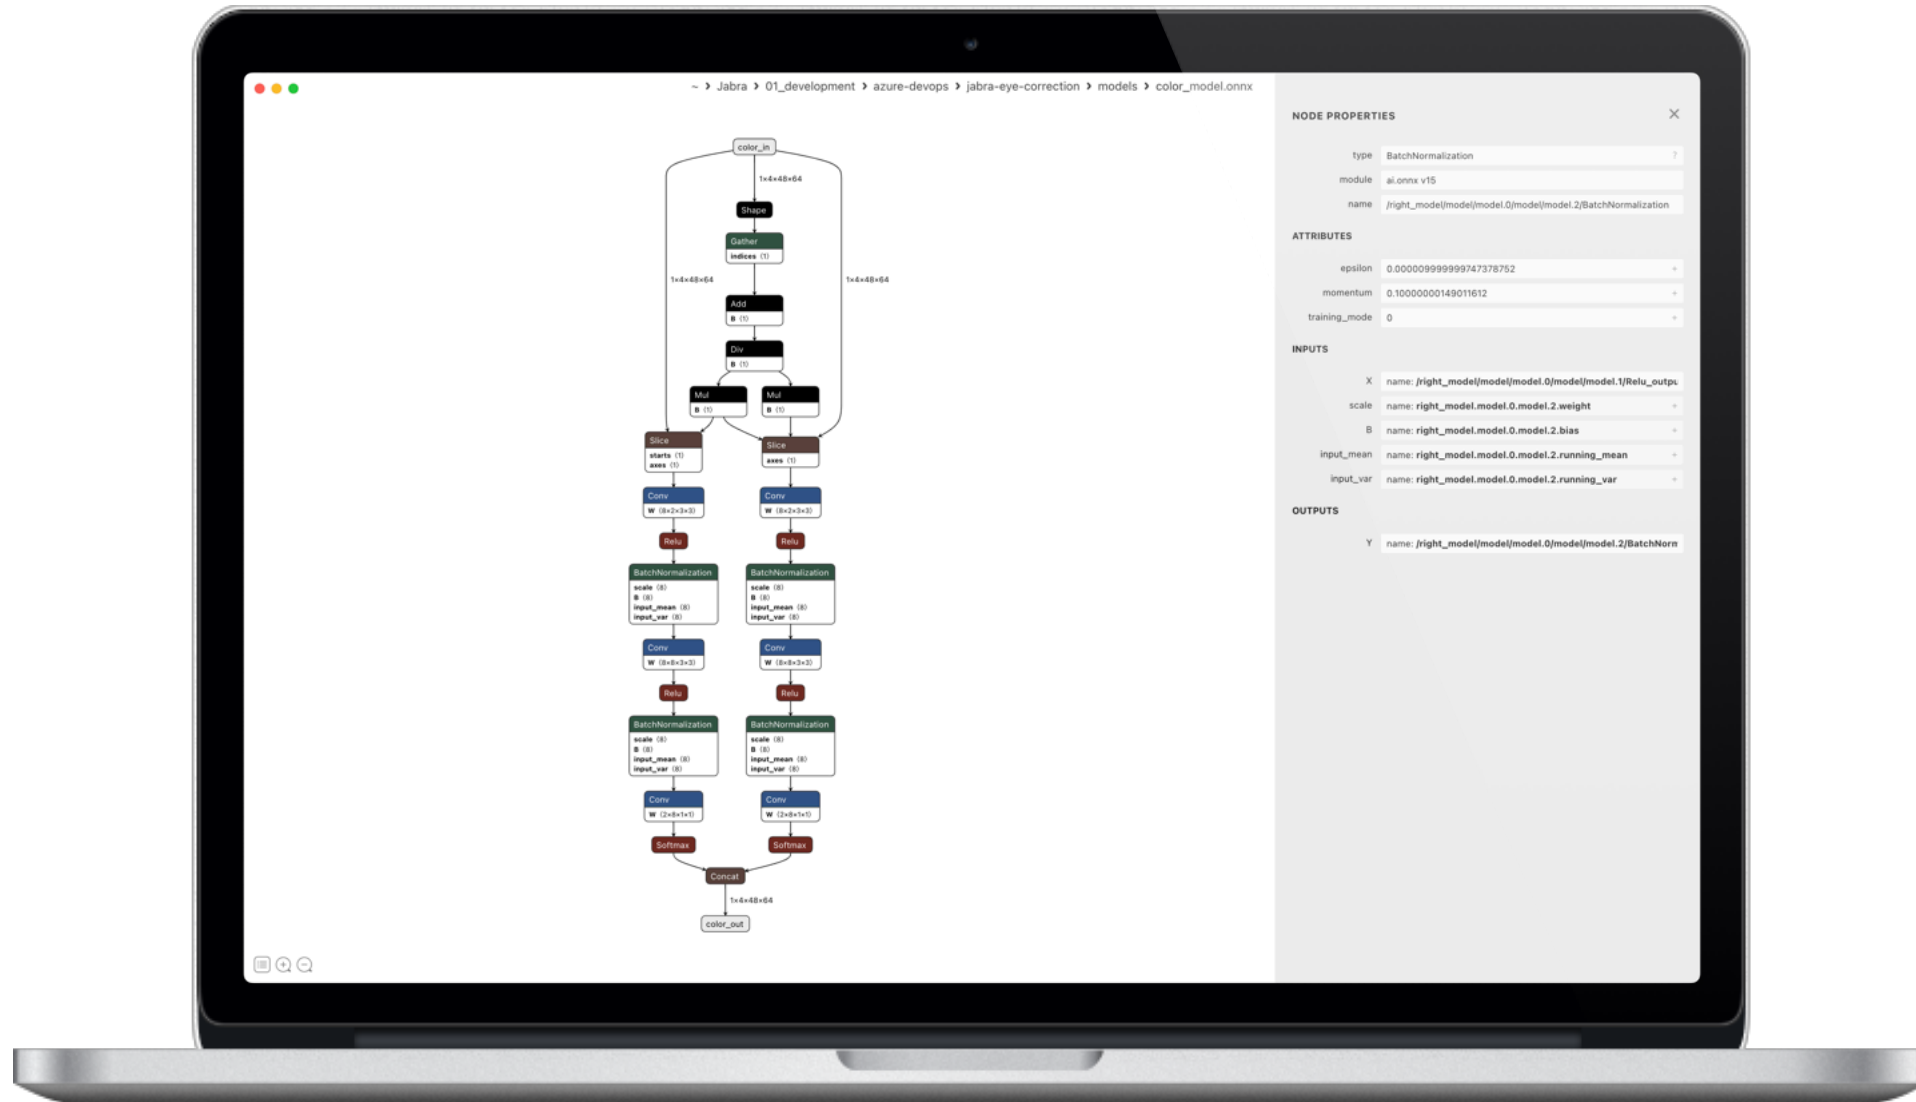 ~ › Jabra › 01_development › azure-devops › jabra-eye-correction › models › color_model.onnx
color_in
1×4×48×64
Shape
Gather
indices (1)
1×4×48×64
1×4×48×64
Add
B (1)
Div
B (1)
Mul
B (1)
Mul
B (1)
Slice
starts (1)
axes (1)
Slice
axes (1)
Conv
W (8×2×3×3)
Conv
W (8×2×3×3)
Relu
Relu
BatchNormalization
scale (8)
B (8)
input_mean (8)
input_var (8)
BatchNormalization
scale (8)
B (8)
input_mean (8)
input_var (8)
Conv
W (8×8×3×3)
Conv
W (8×8×3×3)
Relu
Relu
BatchNormalization
scale (8)
B (8)
input_mean (8)
input_var (8)
BatchNormalization
scale (8)
B (8)
input_mean (8)
input_var (8)
Conv
W (2×8×1×1)
Conv
W (2×8×1×1)
Softmax
Softmax
Concat
1×4×48×64
color_out
NODE PROPERTIES
type BatchNormalization ?
module ai.onnx v15
name /right_model/model/model.0/model/model.2/BatchNormalization
ATTRIBUTES
epsilon 0.000009999999747378752 +
momentum 0.10000000149011612 +
training_mode 0 +
INPUTS
X name: /right_model/model/model.0/model/model.1/Relu_outpu
scale name: right_model.model.0.model.2.weight +
B name: right_model.model.0.model.2.bias +
input_mean name: right_model.model.0.model.2.running_mean +
input_var name: right_model.model.0.model.2.running_var +
OUTPUTS
Y name: /right_model/model/model.0/model/model.2/BatchNorm